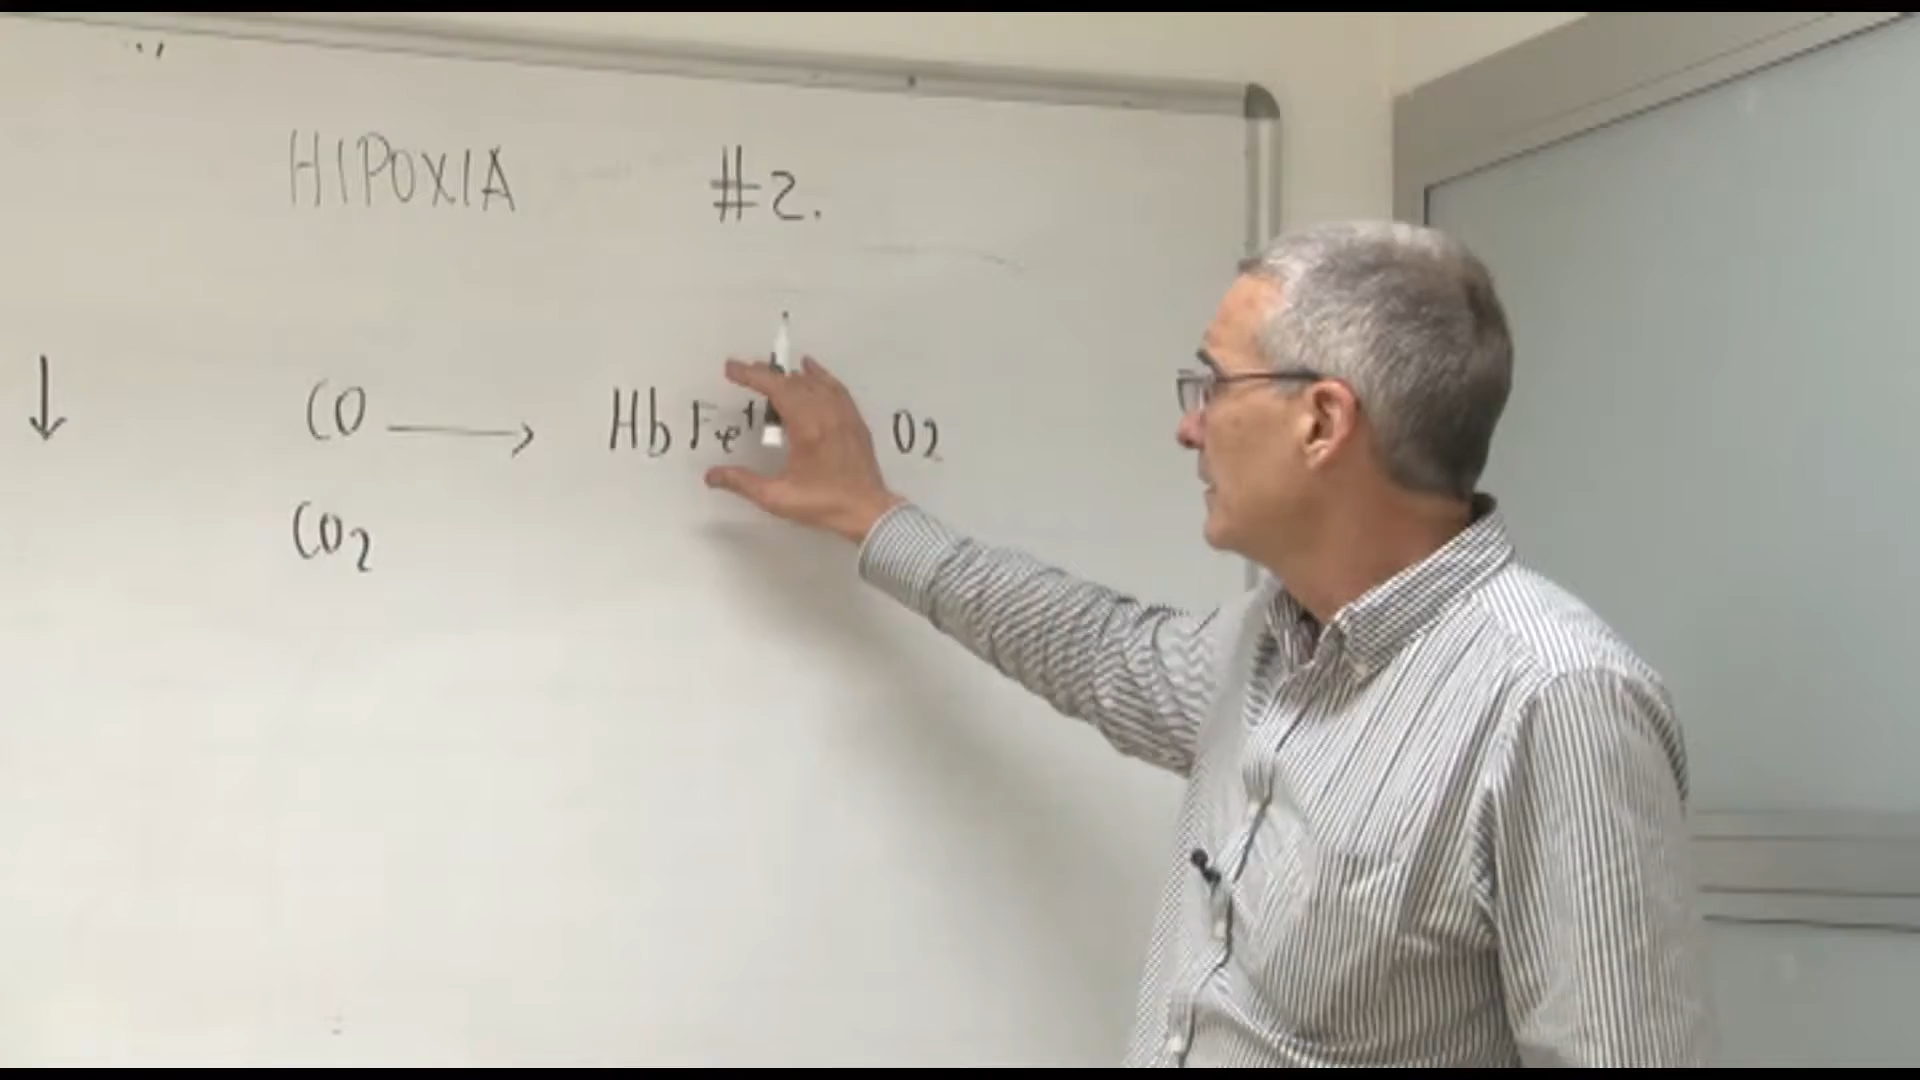 HIPOXIA #2.
↓ CO → Hb Fe⁺ O₂
CO₂